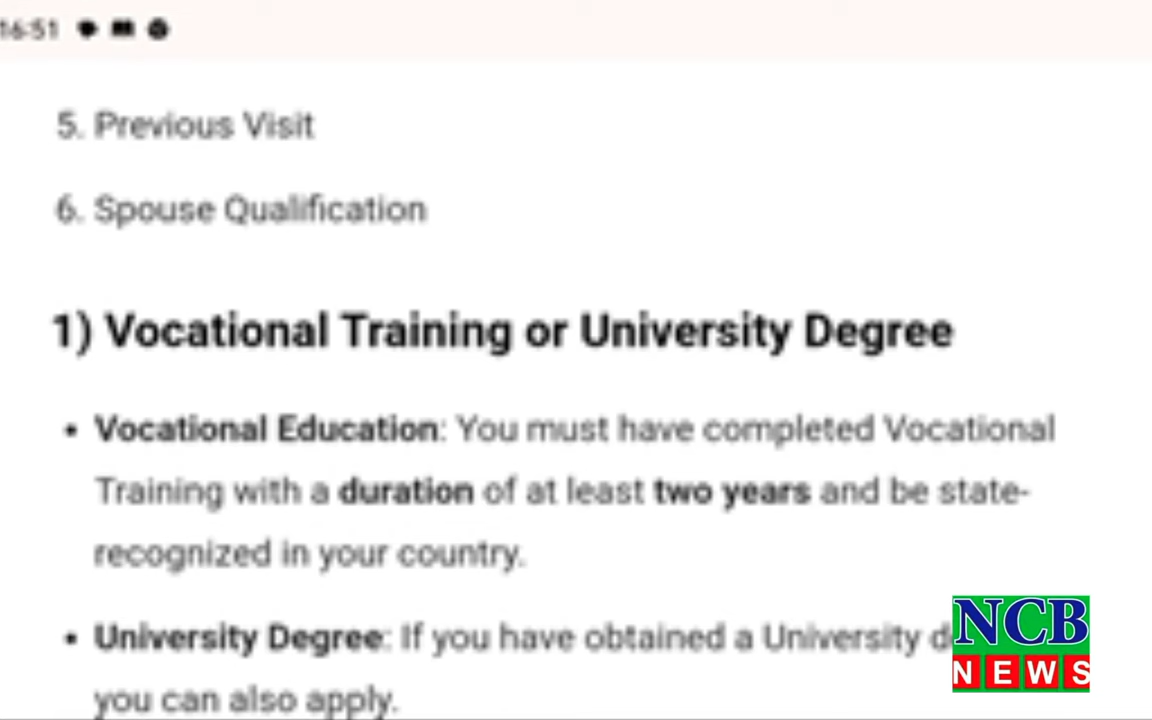 16:51
5. Previous Visit
6. Spouse Qualification
1) Vocational Training or University Degree
• Vocational Education: You must have completed Vocational
Training with a duration of at least two years and be state-
recognized in your country.
• University Degree: If you have obtained a University
you can also apply.
NCB
NEWS